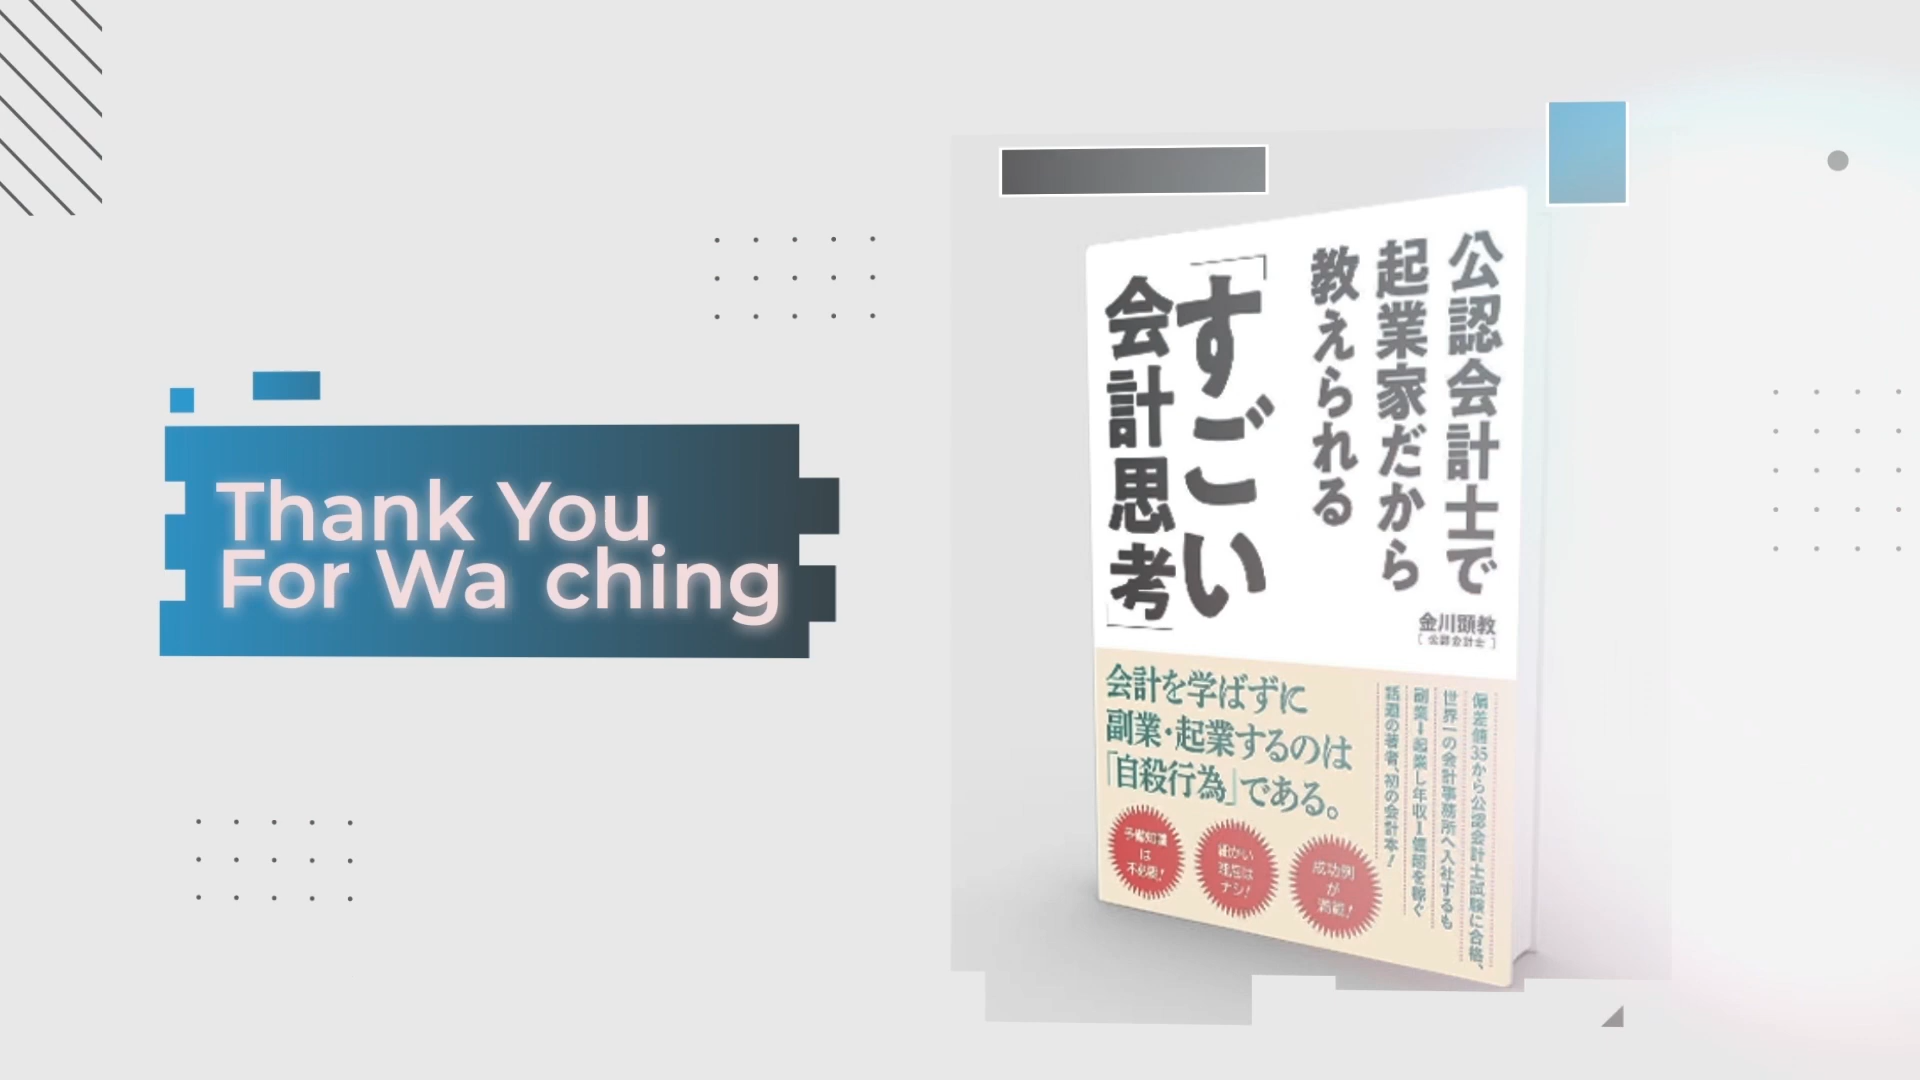 Thank You
For Wa ching
公認会計士で
起業家だから
教えられる
「すごい
会計思考」
金川顕教
［公認会計士］
会計を学ばずに
副業・起業するのは
「自殺行為」である。
偏差値35から公認会計士試験に合格、
世界一の会計事務所へ入社するも
副業→起業し年収1億超を稼ぐ
話題の著者、初の会計本！
予備知識
は
不必要！
細かい
理屈は
ナシ！
成功例
が
満載！